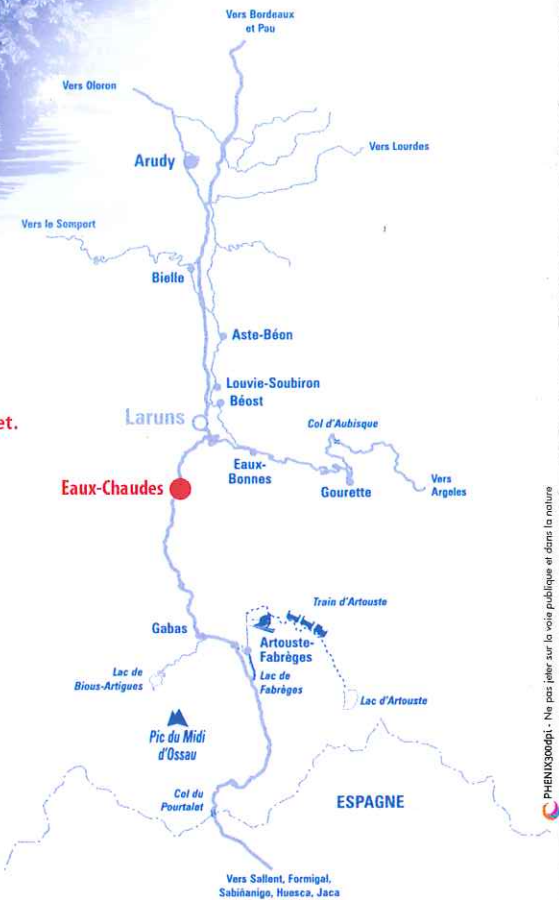 Vers Bordeaux
et Pau
Vers Oloron
Arudy
Vers Lourdes
Vers le Somport
Bielle
Aste-Béon
Louvie-Soubiron
Béost
Laruns
et.
Col d'Aubisque
Eaux-
Bonnes
Gourette
Vers
Argeles
Eaux-Chaudes
Train d'Artouste
Gabas
Artouste-
Fabrèges
Lac de
Bious-Artigues
Lac de
Fabrèges
Lac d'Artouste
Pic du Midi
d'Ossau
Col du
Pourtalet
ESPAGNE
Vers Sallent, Formigal,
Sabiñanigo, Huesca, Jaca
PHENIX300dpi - Ne pas jeter sur la voie publique et dans la nature